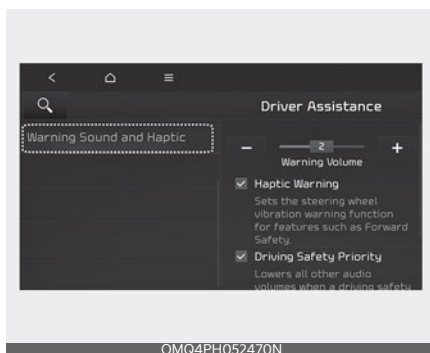 Driver Assistance
Warning Sound and Haptic
- 2 +
Warning Volume
Haptic Warning
Sets the steering wheel
vibration warning function
for features such as Forward
Safety.
Driving Safety Priority
Lowers all other audio
volumes when a driving safety
OMQ4PH052470N